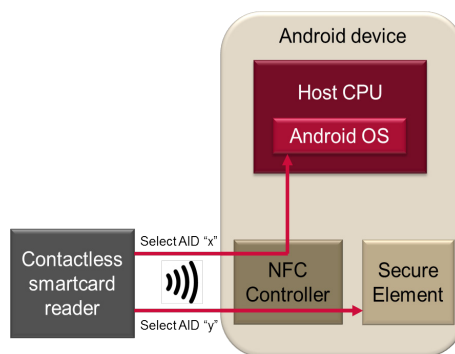 Android device
Host CPU
Android OS
Select AID "x"
Contactless
smartcard
reader
NFC
Controller
Secure
Element
Select AID "y"